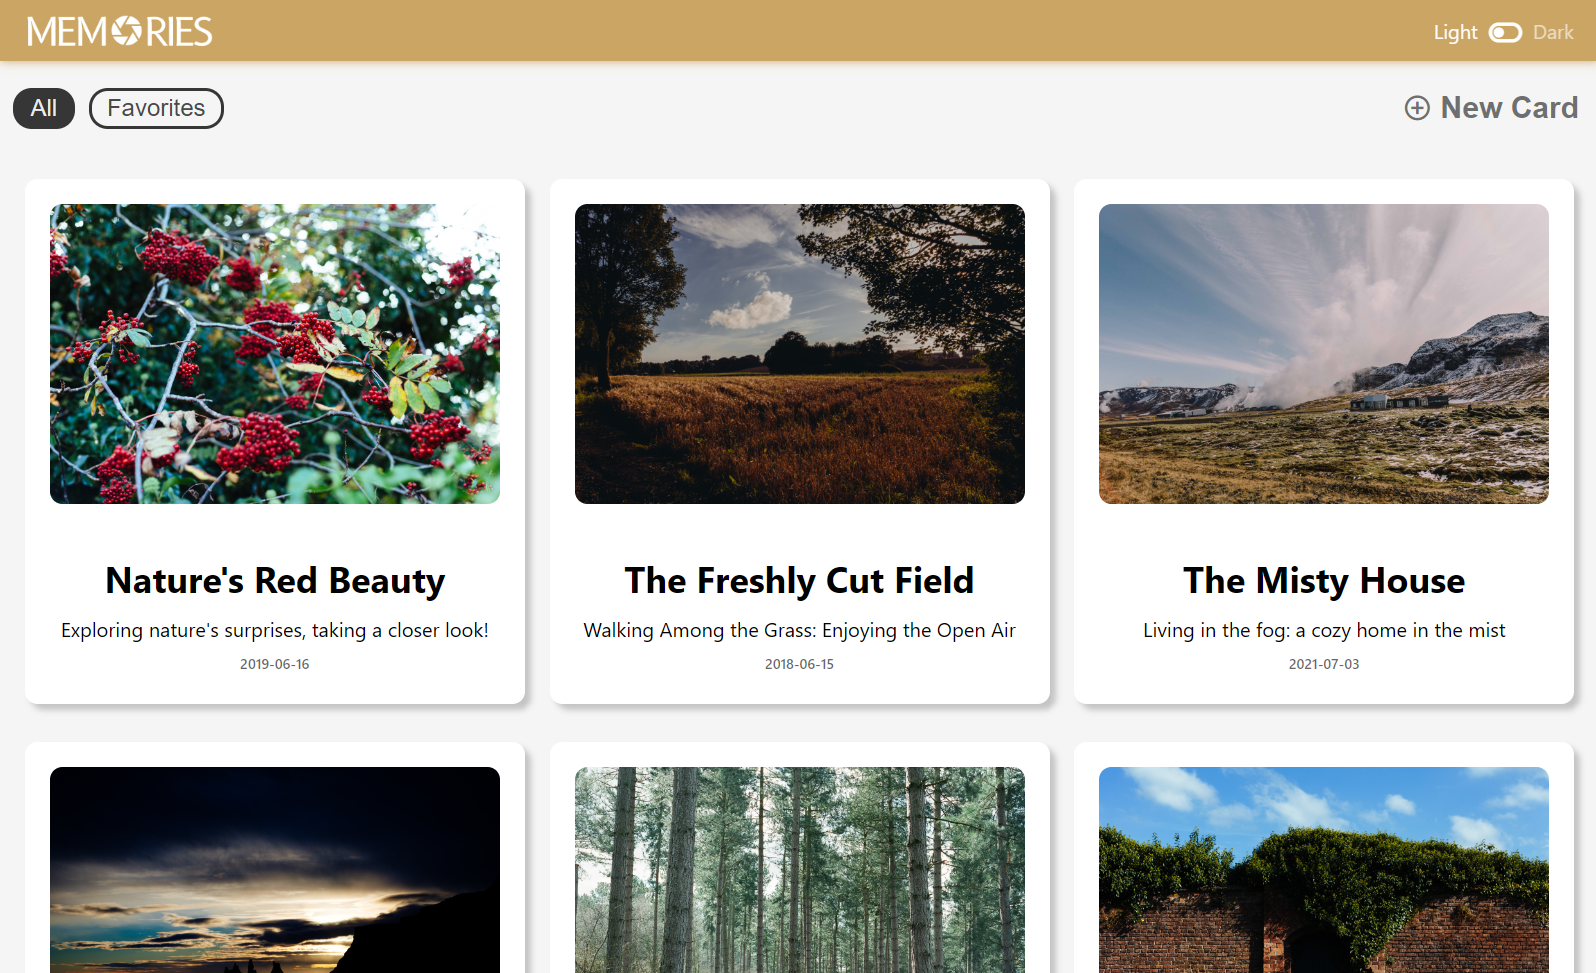 MEMORIES
Light Dark
All Favorites
New Card
Nature's Red Beauty
Exploring nature's surprises, taking a closer look!
2019-06-16
The Freshly Cut Field
Walking Among the Grass: Enjoying the Open Air
2018-06-15
The Misty House
Living in the fog: a cozy home in the mist
2021-07-03